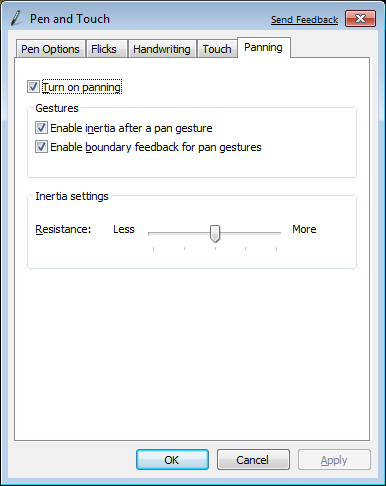 Pen and Touch
Send Feedback
Pen Options Flicks Handwriting Touch Panning
Turn on panning
Gestures
Enable inertia after a pan gesture
Enable boundary feedback for pan gestures
Inertia settings
Resistance: Less More
OK Cancel Apply